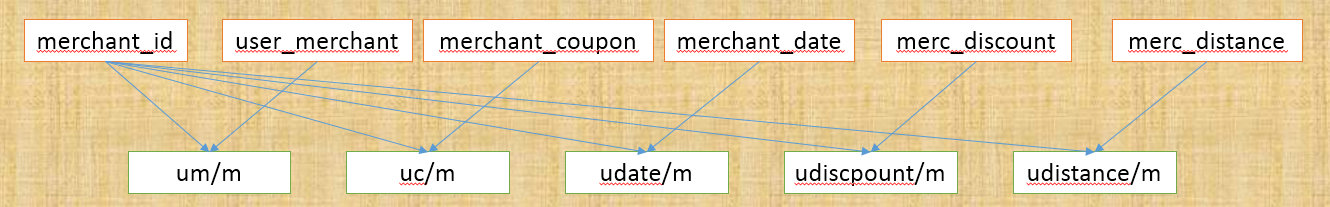 merchant_id
user_merchant
merchant_coupon
merchant_date
merc_discount
merc_distance
um/m
uc/m
udate/m
udiscpount/m
udistance/m